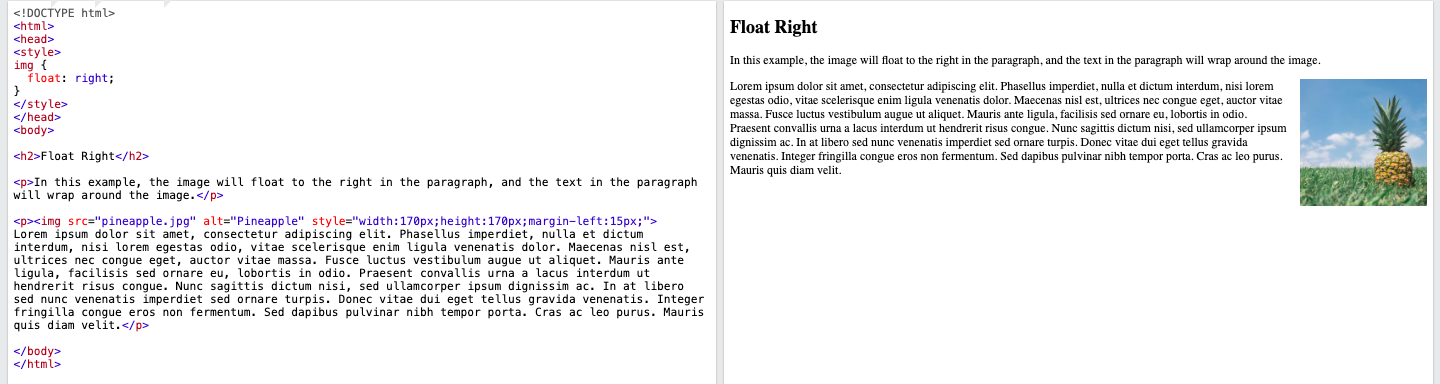 <!DOCTYPE html>
<html>
<head>
<style>
img {
  float: right;
}
</style>
</head>
<body>

<h2>Float Right</h2>

<p>In this example, the image will float to the right in the paragraph, and the text in the paragraph
will wrap around the image.</p>

<p><img src="pineapple.jpg" alt="Pineapple" style="width:170px;height:170px;margin-left:15px;">
Lorem ipsum dolor sit amet, consectetur adipiscing elit. Phasellus imperdiet, nulla et dictum
interdum, nisi lorem egestas odio, vitae scelerisque enim ligula venenatis dolor. Maecenas nisl est,
ultrices nec congue eget, auctor vitae massa. Fusce luctus vestibulum augue ut aliquet. Mauris ante
ligula, facilisis sed ornare eu, lobortis in odio. Praesent convallis urna a lacus interdum ut
hendrerit risus congue. Nunc sagittis dictum nisi, sed ullamcorper ipsum dignissim ac. In at libero
sed nunc venenatis imperdiet sed ornare turpis. Donec vitae dui eget tellus gravida venenatis. Integer
fringilla congue eros non fermentum. Sed dapibus pulvinar nibh tempor porta. Cras ac leo purus. Mauris
quis diam velit.</p>

</body>
</html>

Float Right
In this example, the image will float to the right in the paragraph, and the text in the paragraph will wrap around the image.
Lorem ipsum dolor sit amet, consectetur adipiscing elit. Phasellus imperdiet, nulla et dictum interdum, nisi lorem
egestas odio, vitae scelerisque enim ligula venenatis dolor. Maecenas nisl est, ultrices nec congue eget, auctor vitae
massa. Fusce luctus vestibulum augue ut aliquet. Mauris ante ligula, facilisis sed ornare eu, lobortis in odio.
Praesent convallis urna a lacus interdum ut hendrerit risus congue. Nunc sagittis dictum nisi, sed ullamcorper ipsum
dignissim ac. In at libero sed nunc venenatis imperdiet sed ornare turpis. Donec vitae dui eget tellus gravida
venenatis. Integer fringilla congue eros non fermentum. Sed dapibus pulvinar nibh tempor porta. Cras ac leo purus.
Mauris quis diam velit.